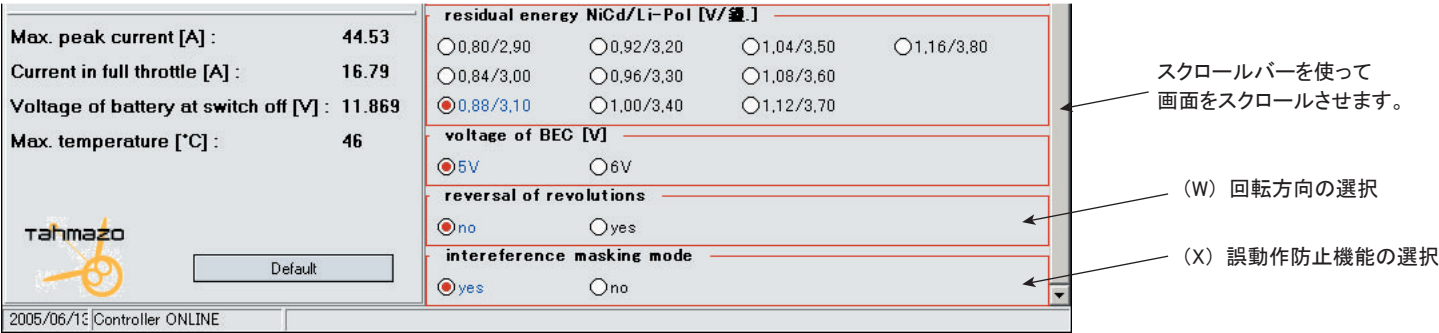 Max. peak current [A] : 44.53
Current in full throttle [A] : 16.79
Voltage of battery at switch off [V] : 11.869
Max. temperature [°C] : 46
Tahmazo
Default
residual energy NiCd/Li-Pol [V/鑓.]
0,80/2,90 0,92/3,20 1,04/3,50 1,16/3,80
0,84/3,00 0,96/3,30 1,08/3,60
0,88/3,10 1,00/3,40 1,12/3,70
voltage of BEC [V]
5V 6V
reversal of revolutions
no yes
intereference masking mode
yes no
2005/06/13 Controller ONLINE
スクロールバーを使って
画面をスクロールさせます。
(W) 回転方向の選択
(X) 誤動作防止機能の選択